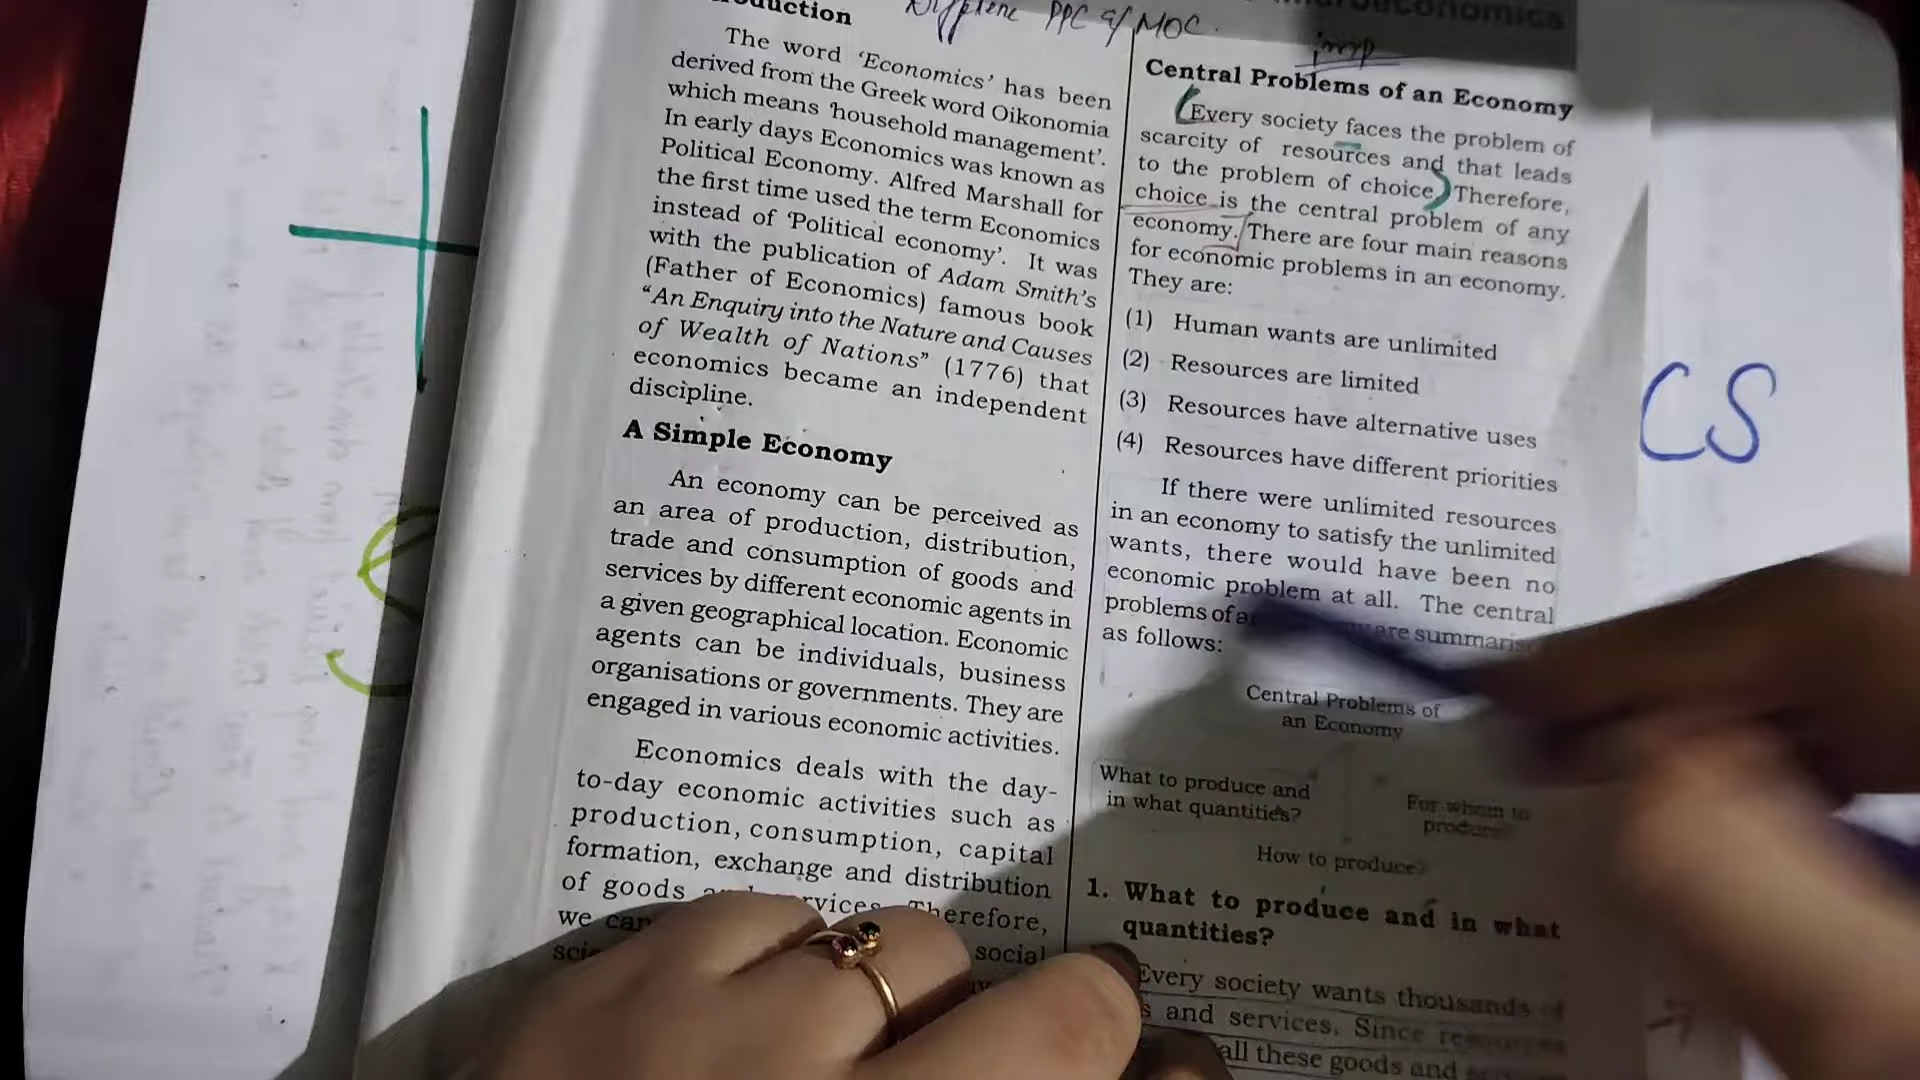 PPC MOC.
imp
The word ‘Economics’ has been
derived from the Greek word Oikonomia
which means ‘household management’.
In early days Economics was known as
Political Economy. Alfred Marshall for
the first time used the term Economics
instead of ‘Political economy’. It was
with the publication of Adam Smith’s
(Father of Economics) famous book
“An Enquiry into the Nature and Causes
of Wealth of Nations” (1776) that
economics became an independent
discipline.
A Simple Economy
An economy can be perceived as
an area of production, distribution,
trade and consumption of goods and
services by different economic agents in
a given geographical location. Economic
agents can be individuals, business
organisations or governments. They are
engaged in various economic activities.
Economics deals with the day-
to-day economic activities such as
production, consumption, capital
formation, exchange and distribution
of goods Therefore,
we can
social
Central Problems of an Economy
Every society faces the problem of
scarcity of resources and that leads
to the problem of choice. Therefore,
choice is the central problem of any
economy. There are four main reasons
for economic problems in an economy.
They are:
(1) Human wants are unlimited
(2) Resources are limited
(3) Resources have alternative uses
(4) Resources have different priorities
If there were unlimited resources
in an economy to satisfy the unlimited
wants, there would have been no
economic problem at all. The central
problems of are
as follows:
Central Problems of
an Economy
What to produce and
in what quantities?
For whom to
produce?
How to produce?
1. What to produce and in what
quantities?
Every society wants thousands of
and services. Since resources
all these goods and
CS